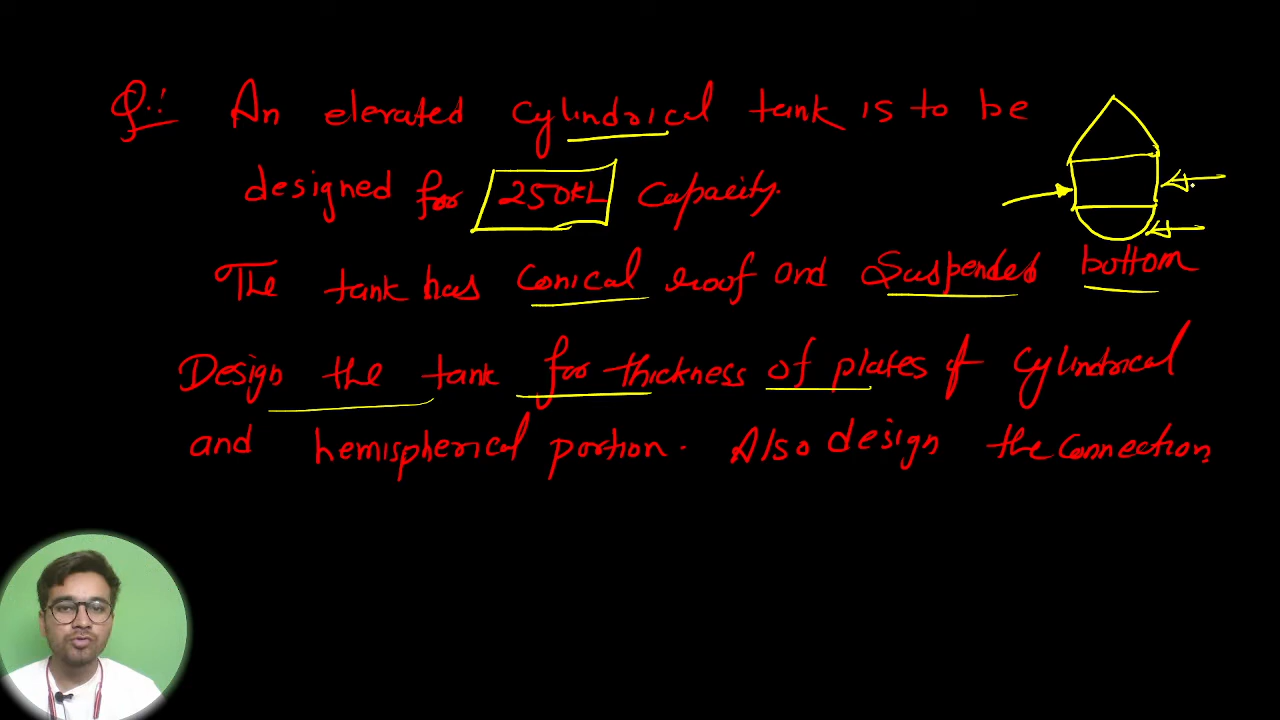 Q.! An elevated cylindrical tank is to be
designed for 250KL capacity.
The tank has conical roof and suspended bottom
Design the tank for thickness of plates of cylindrical
and hemispherical portion. Also design the connection.